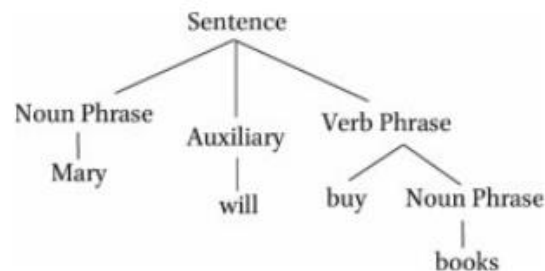 Sentence
Noun Phrase
Auxiliary
Verb Phrase
Mary
will
buy
Noun Phrase
books